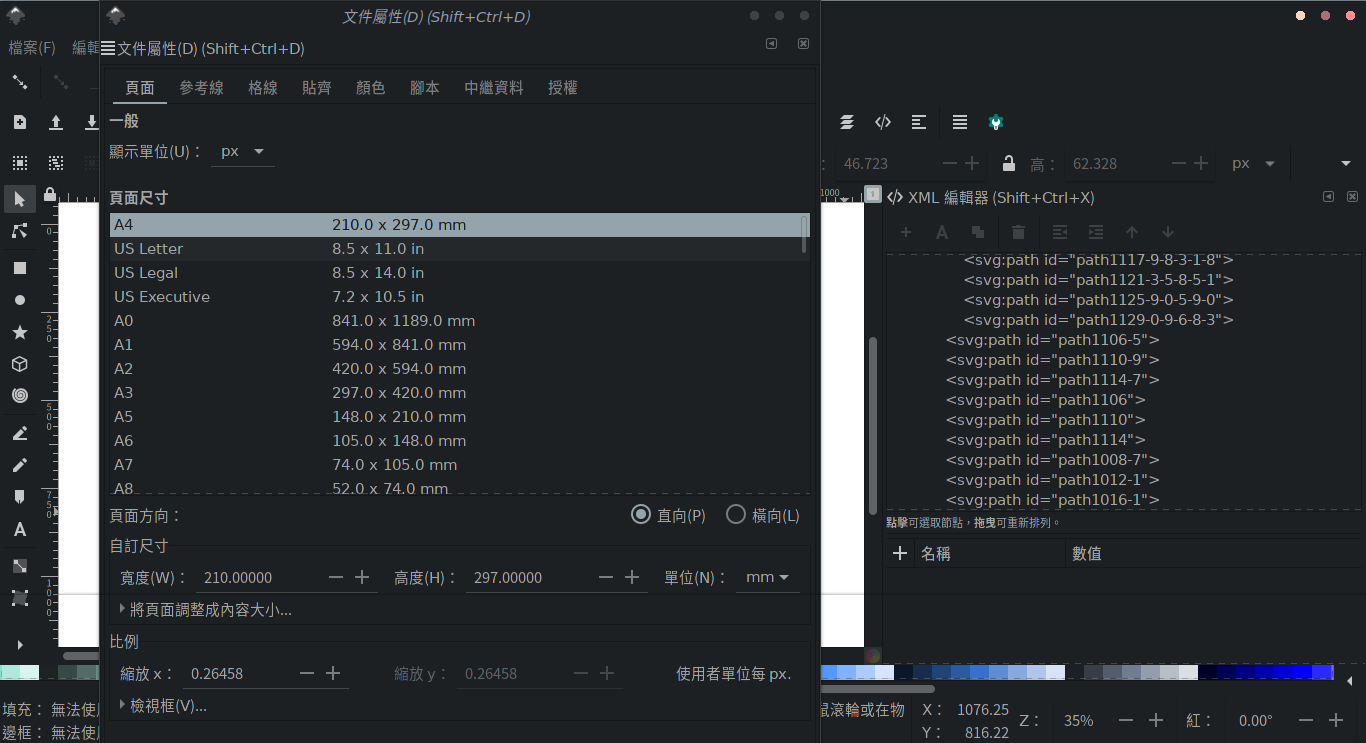 文件屬性(D) (Shift+Ctrl+D)
檔案(F) 編輯
文件屬性(D) (Shift+Ctrl+D)
頁面 參考線 格線 貼齊 顏色 腳本 中繼資料 授權
一般
顯示單位(U)： px
頁面尺寸
A4 210.0 x 297.0 mm
US Letter 8.5 x 11.0 in
US Legal 8.5 x 14.0 in
US Executive 7.2 x 10.5 in
A0 841.0 x 1189.0 mm
A1 594.0 x 841.0 mm
A2 420.0 x 594.0 mm
A3 297.0 x 420.0 mm
A5 148.0 x 210.0 mm
A6 105.0 x 148.0 mm
A7 74.0 x 105.0 mm
A8 52.0 x 74.0 mm
頁面方向： 直向(P) 橫向(L)
自訂尺寸
寬度(W)： 210.00000 高度(H)： 297.00000 單位(N)： mm
將頁面調整成內容大小...
比例
縮放 x： 0.26458 縮放 y： 0.26458 使用者單位每 px.
檢視框(V)...
46.723 高： 62.328 px
0
250
500
750
1000
1000
1
XML 編輯器 (Shift+Ctrl+X)
<svg:path id="path1117-9-8-3-1-8">
<svg:path id="path1121-3-5-8-5-1">
<svg:path id="path1125-9-0-5-9-0">
<svg:path id="path1129-0-9-6-8-3">
<svg:path id="path1106-5">
<svg:path id="path1110-9">
<svg:path id="path1114-7">
<svg:path id="path1106">
<svg:path id="path1110">
<svg:path id="path1114">
<svg:path id="path1008-7">
<svg:path id="path1012-1">
<svg:path id="path1016-1">
點擊可選取節點，拖曳可重新排列。
名稱 數值
填充： 無法使用
邊框： 無法使用
鼠滾輪或在物
X： 1076.25
Y： 816.22
Z： 35% 紅： 0.00°